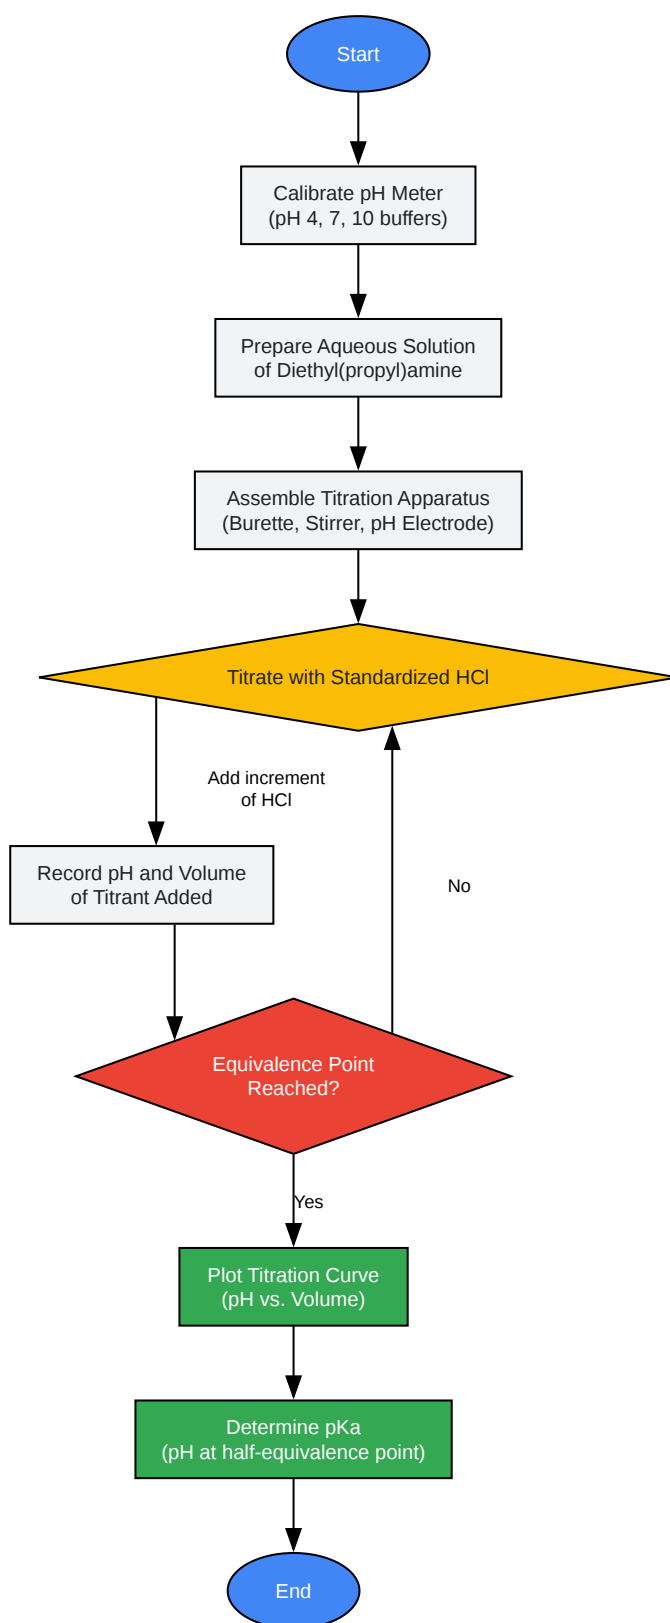 Start
Calibrate pH Meter
(pH 4, 7, 10 buffers)
Prepare Aqueous Solution
of Diethyl(propyl)amine
Assemble Titration Apparatus
(Burette, Stirrer, pH Electrode)
Titrate with Standardized HCl
Add increment
of HCl
Record pH and Volume
of Titrant Added
No
Equivalence Point
Reached?
Yes
Plot Titration Curve
(pH vs. Volume)
Determine pKa
(pH at half-equivalence point)
End